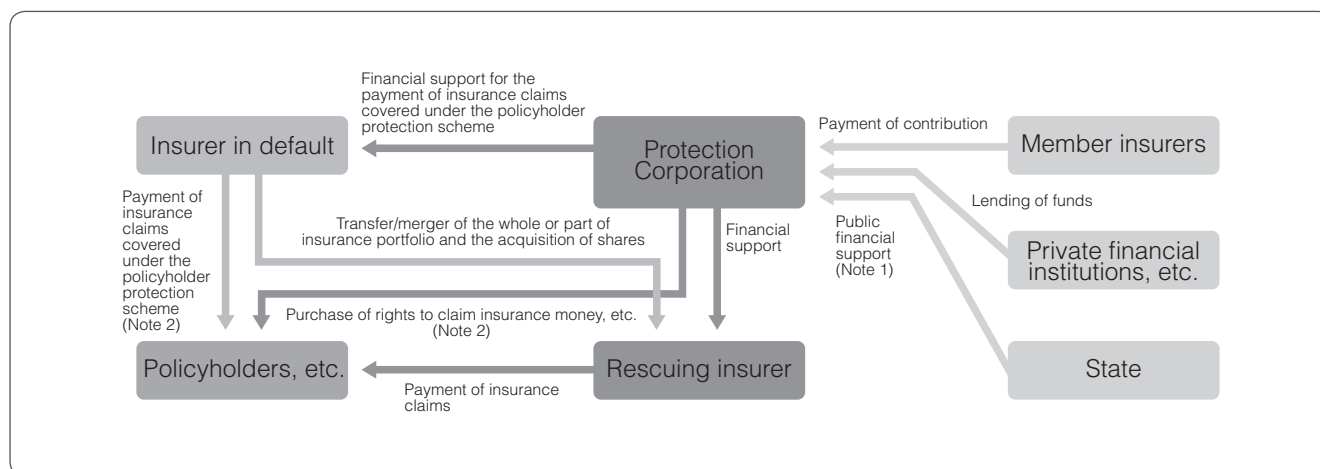 Financial support for the
payment of insurance claims
covered under the policyholder
protection scheme
Insurer in default
Protection
Corporation
Payment of contribution
Member insurers
Lending of funds
Payment of
insurance
claims
covered
under the
policyholder
protection
scheme
(Note 2)
Transfer/merger of the whole or part of
insurance portfolio and the acquisition of shares
Financial
support
Public
financial
support
(Note 1)
Private financial
institutions, etc.
Purchase of rights to claim insurance money, etc.
(Note 2)
Policyholders, etc.
Rescuing insurer
State
Payment of insurance
claims